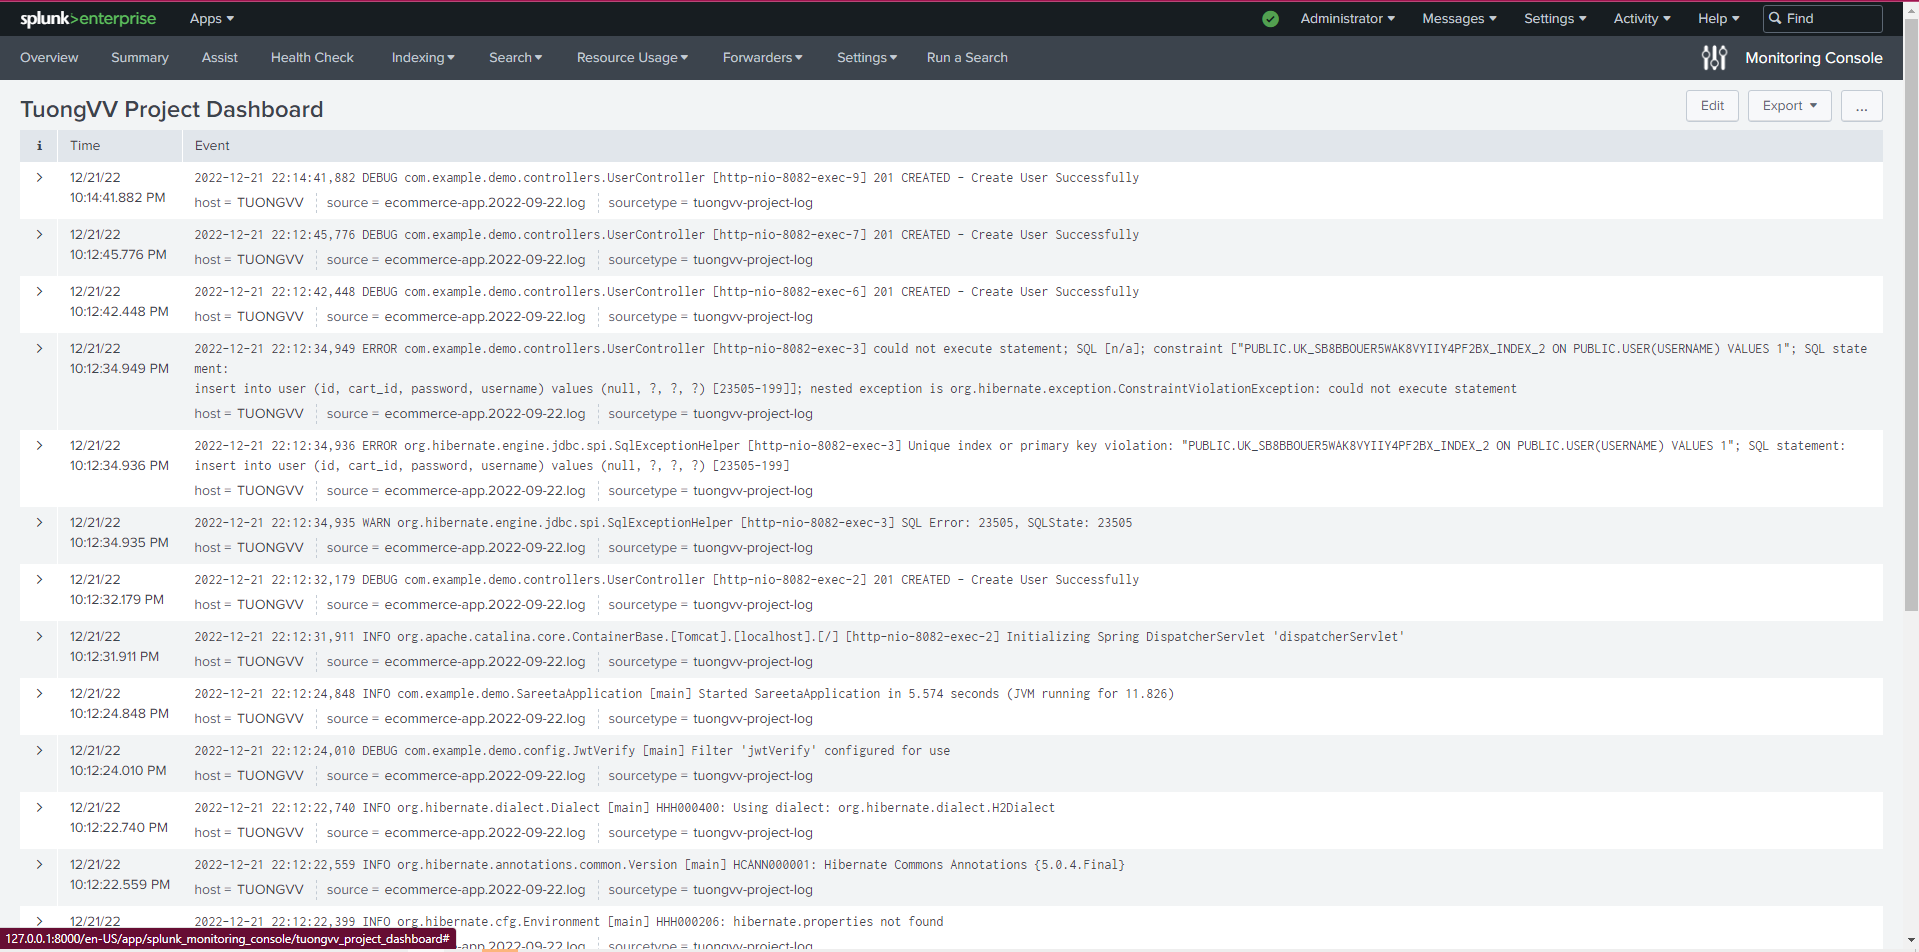 splunk>enterprise Apps Administrator Messages Settings Activity Help Find
Overview Summary Assist Health Check Indexing Search Resource Usage Forwarders Settings Run a Search Monitoring Console
TuongVV Project Dashboard Edit Export ...
i Time Event
12/21/22 2022-12-21 22:14:41,882 DEBUG com.example.demo.controllers.UserController [http-nio-8082-exec-9] 201 CREATED - Create User Successfully
10:14:41.882 PM host = TUONGVV source = ecommerce-app.2022-09-22.log sourcetype = tuongvv-project-log
12/21/22 2022-12-21 22:12:45,776 DEBUG com.example.demo.controllers.UserController [http-nio-8082-exec-7] 201 CREATED - Create User Successfully
10:12:45.776 PM host = TUONGVV source = ecommerce-app.2022-09-22.log sourcetype = tuongvv-project-log
12/21/22 2022-12-21 22:12:42,448 DEBUG com.example.demo.controllers.UserController [http-nio-8082-exec-6] 201 CREATED - Create User Successfully
10:12:42.448 PM host = TUONGVV source = ecommerce-app.2022-09-22.log sourcetype = tuongvv-project-log
12/21/22 2022-12-21 22:12:34,949 ERROR com.example.demo.controllers.UserController [http-nio-8082-exec-3] could not execute statement; SQL [n/a]; constraint ["PUBLIC.UK_SB8BBOUER5WAK8VYIIY4PF2BX_INDEX_2 ON PUBLIC.USER(USERNAME) VALUES 1"; SQL state
10:12:34.949 PM ment:
insert into user (id, cart_id, password, username) values (null, ?, ?, ?) [23505-199]]; nested exception is org.hibernate.exception.ConstraintViolationException: could not execute statement
host = TUONGVV source = ecommerce-app.2022-09-22.log sourcetype = tuongvv-project-log
12/21/22 2022-12-21 22:12:34,936 ERROR org.hibernate.engine.jdbc.spi.SqlExceptionHelper [http-nio-8082-exec-3] Unique index or primary key violation: "PUBLIC.UK_SB8BBOUER5WAK8VYIIY4PF2BX_INDEX_2 ON PUBLIC.USER(USERNAME) VALUES 1"; SQL statement:
10:12:34.936 PM insert into user (id, cart_id, password, username) values (null, ?, ?, ?) [23505-199]
host = TUONGVV source = ecommerce-app.2022-09-22.log sourcetype = tuongvv-project-log
12/21/22 2022-12-21 22:12:34,935 WARN org.hibernate.engine.jdbc.spi.SqlExceptionHelper [http-nio-8082-exec-3] SQL Error: 23505, SQLState: 23505
10:12:34.935 PM host = TUONGVV source = ecommerce-app.2022-09-22.log sourcetype = tuongvv-project-log
12/21/22 2022-12-21 22:12:32,179 DEBUG com.example.demo.controllers.UserController [http-nio-8082-exec-2] 201 CREATED - Create User Successfully
10:12:32.179 PM host = TUONGVV source = ecommerce-app.2022-09-22.log sourcetype = tuongvv-project-log
12/21/22 2022-12-21 22:12:31,911 INFO org.apache.catalina.core.ContainerBase.[Tomcat].[localhost].[/] [http-nio-8082-exec-2] Initializing Spring DispatcherServlet 'dispatcherServlet'
10:12:31.911 PM host = TUONGVV source = ecommerce-app.2022-09-22.log sourcetype = tuongvv-project-log
12/21/22 2022-12-21 22:12:24,848 INFO com.example.demo.SareetaApplication [main] Started SareetaApplication in 5.574 seconds (JVM running for 11.826)
10:12:24.848 PM host = TUONGVV source = ecommerce-app.2022-09-22.log sourcetype = tuongvv-project-log
12/21/22 2022-12-21 22:12:24,010 DEBUG com.example.demo.config.JwtVerify [main] Filter 'jwtVerify' configured for use
10:12:24.010 PM host = TUONGVV source = ecommerce-app.2022-09-22.log sourcetype = tuongvv-project-log
12/21/22 2022-12-21 22:12:22,740 INFO org.hibernate.dialect.Dialect [main] HHH000400: Using dialect: org.hibernate.dialect.H2Dialect
10:12:22.740 PM host = TUONGVV source = ecommerce-app.2022-09-22.log sourcetype = tuongvv-project-log
12/21/22 2022-12-21 22:12:22,559 INFO org.hibernate.annotations.common.Version [main] HCANN000001: Hibernate Commons Annotations {5.0.4.Final}
10:12:22.559 PM host = TUONGVV source = ecommerce-app.2022-09-22.log sourcetype = tuongvv-project-log
12/21/22 2022-12-21 22:12:22,399 INFO org.hibernate.cfg.Environment [main] HHH000206: hibernate.properties not found
127.0.0.1:8000/en-US/app/splunk_monitoring_console/tuongvv_project_dashboard# -app.2022-09-22.log sourcetype = tuongvv-project-log